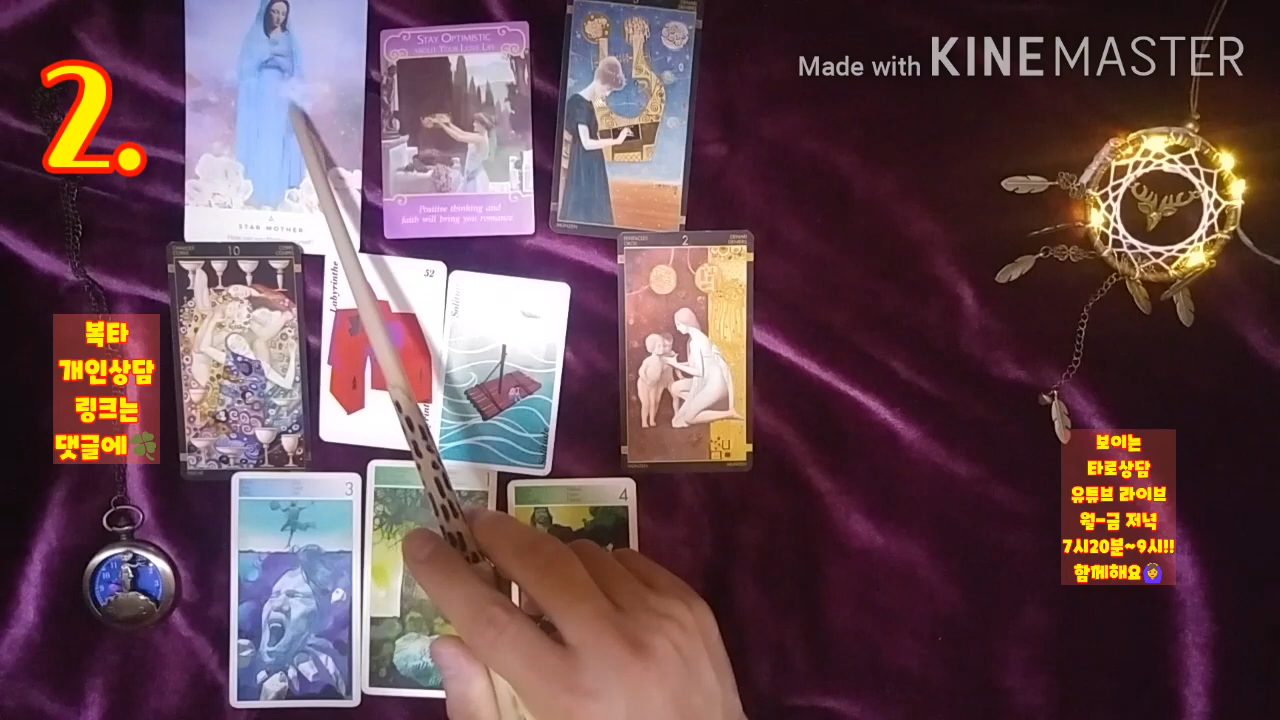 2.
Made with KINEMASTER
STAR MOTHER
STAY OPTIMISTIC
ABOUT YOUR LOVE LIFE
Positive thinking and
faith will bring you romance.
10
2
Labyrinthe
52
3
4
복타
개인상담
링크는
댓글에🍀
보이는
타로상담
유튜브 라이브
월-금 저녁
7시20분~9시!!
함께해요🙆‍♀️